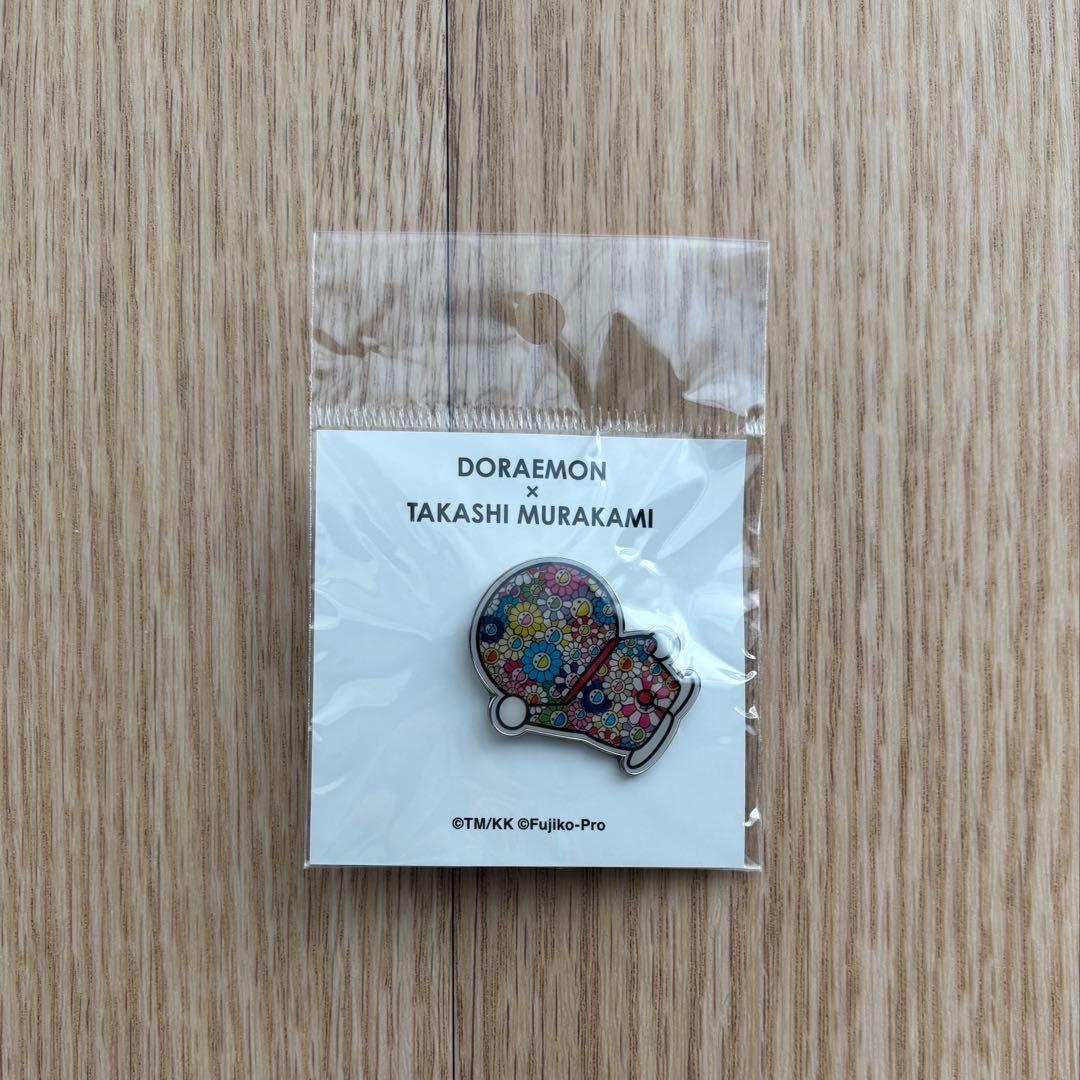 DORAEMON
×
TAKASHI MURAKAMI
©TM/KK ©Fujiko-Pro